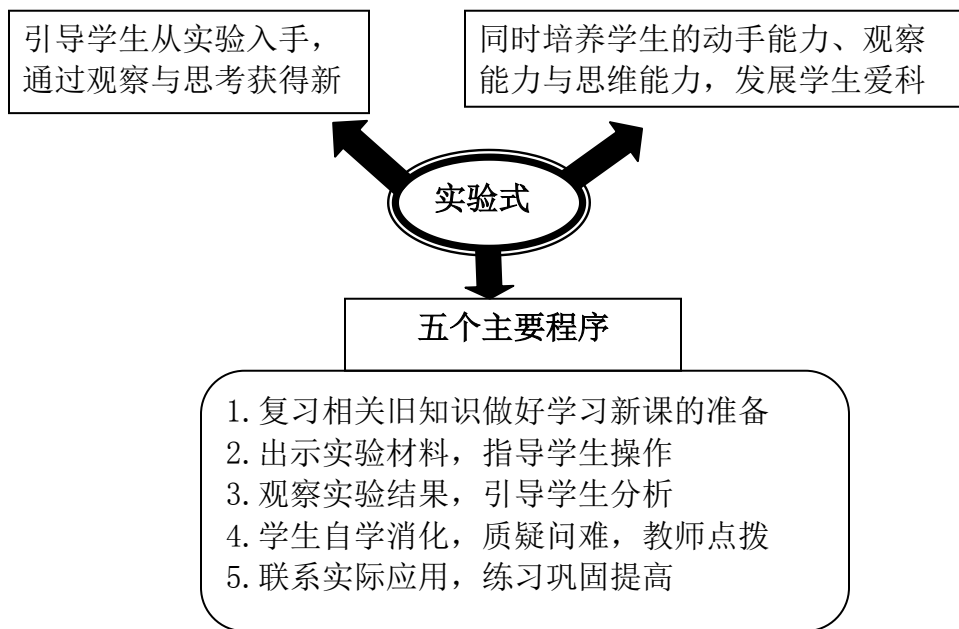 引导学生从实验入手，
通过观察与思考获得新
同时培养学生的动手能力、观察
能力与思维能力，发展学生爱科
实验式
五个主要程序
1.复习相关旧知识做好学习新课的准备
2.出示实验材料，指导学生操作
3.观察实验结果，引导学生分析
4.学生自学消化，质疑问难，教师点拨
5.联系实际应用，练习巩固提高